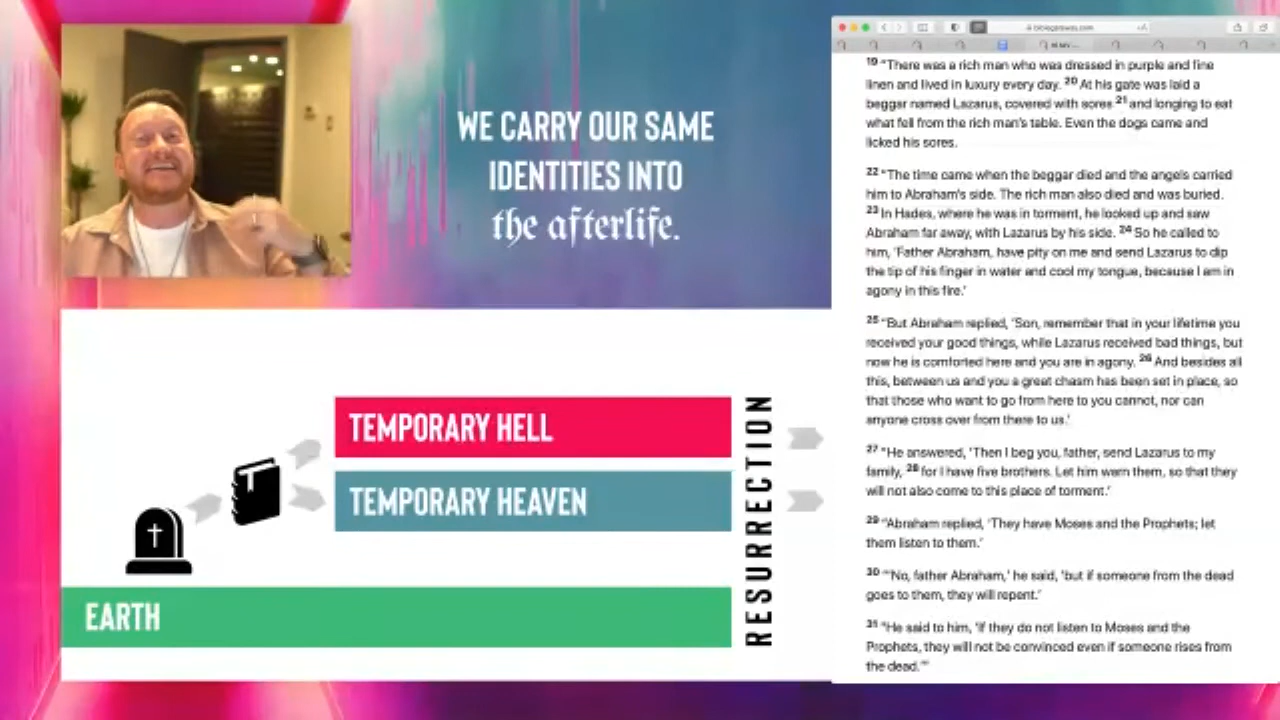 WE CARRY OUR SAME
IDENTITIES INTO
the afterlife.
TEMPORARY HELL
TEMPORARY HEAVEN
EARTH
RESURRECTION
19 "There was a rich man who was dressed in purple and fine
linen and lived in luxury every day. 20 At his gate was laid a
beggar named Lazarus, covered with sores 21 and longing to eat
what fell from the rich man's table. Even the dogs came and
licked his sores.
22 "The time came when the beggar died and the angels carried
him to Abraham's side. The rich man also died and was buried.
23 In Hades, where he was in torment, he looked up and saw
Abraham far away, with Lazarus by his side. 24 So he called to
him, 'Father Abraham, have pity on me and send Lazarus to dip
the tip of his finger in water and cool my tongue, because I am in
agony in this fire.'
25 "But Abraham replied, 'Son, remember that in your lifetime you
received your good things, while Lazarus received bad things, but
now he is comforted here and you are in agony. 26 And besides all
this, between us and you a great chasm has been set in place, so
that those who want to go from here to you cannot, nor can
anyone cross over from there to us.'
27 "He answered, 'Then I beg you, father, send Lazarus to my
family, 28 for I have five brothers. Let him warn them, so that they
will not also come to this place of torment.'
29 "Abraham replied, 'They have Moses and the Prophets; let
them listen to them.'
30 "'No, father Abraham,' he said, 'but if someone from the dead
goes to them, they will repent.'
31 "He said to him, 'If they do not listen to Moses and the
Prophets, they will not be convinced even if someone rises from
the dead.'"